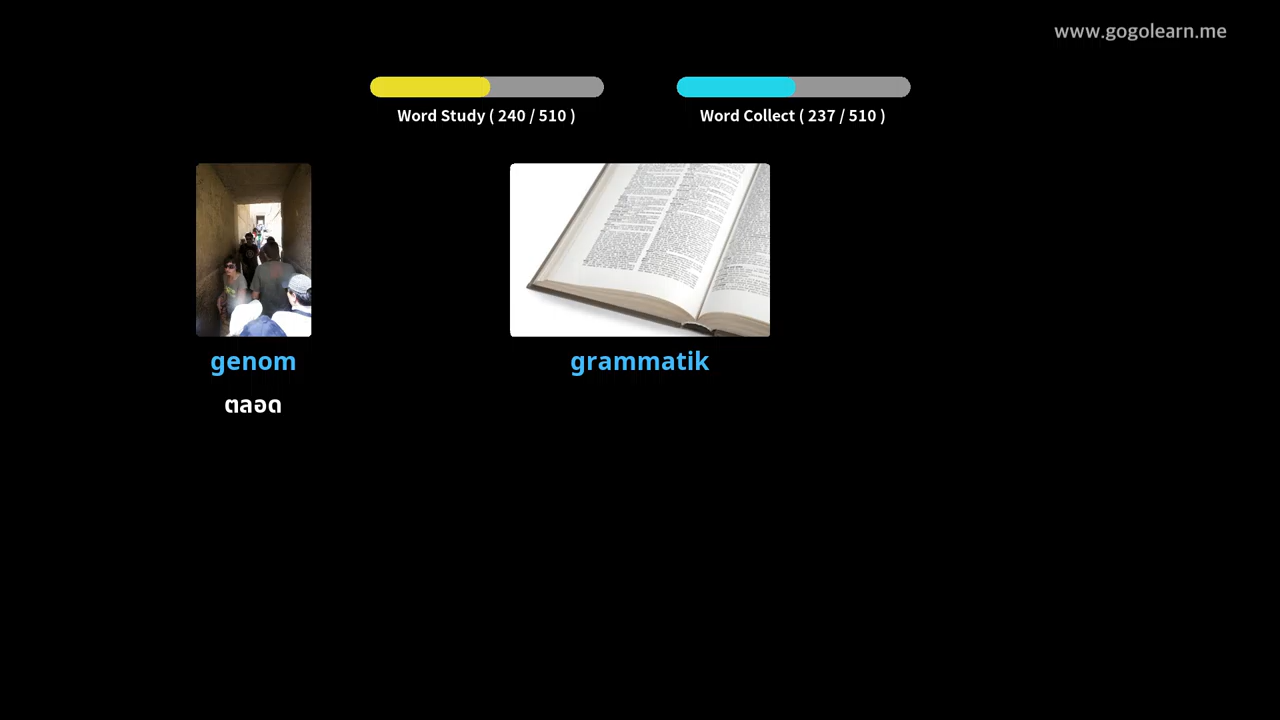 www.gogolearn.me
Word Study ( 240 / 510 )
Word Collect ( 237 / 510 )
genom
grammatik
ตลอด